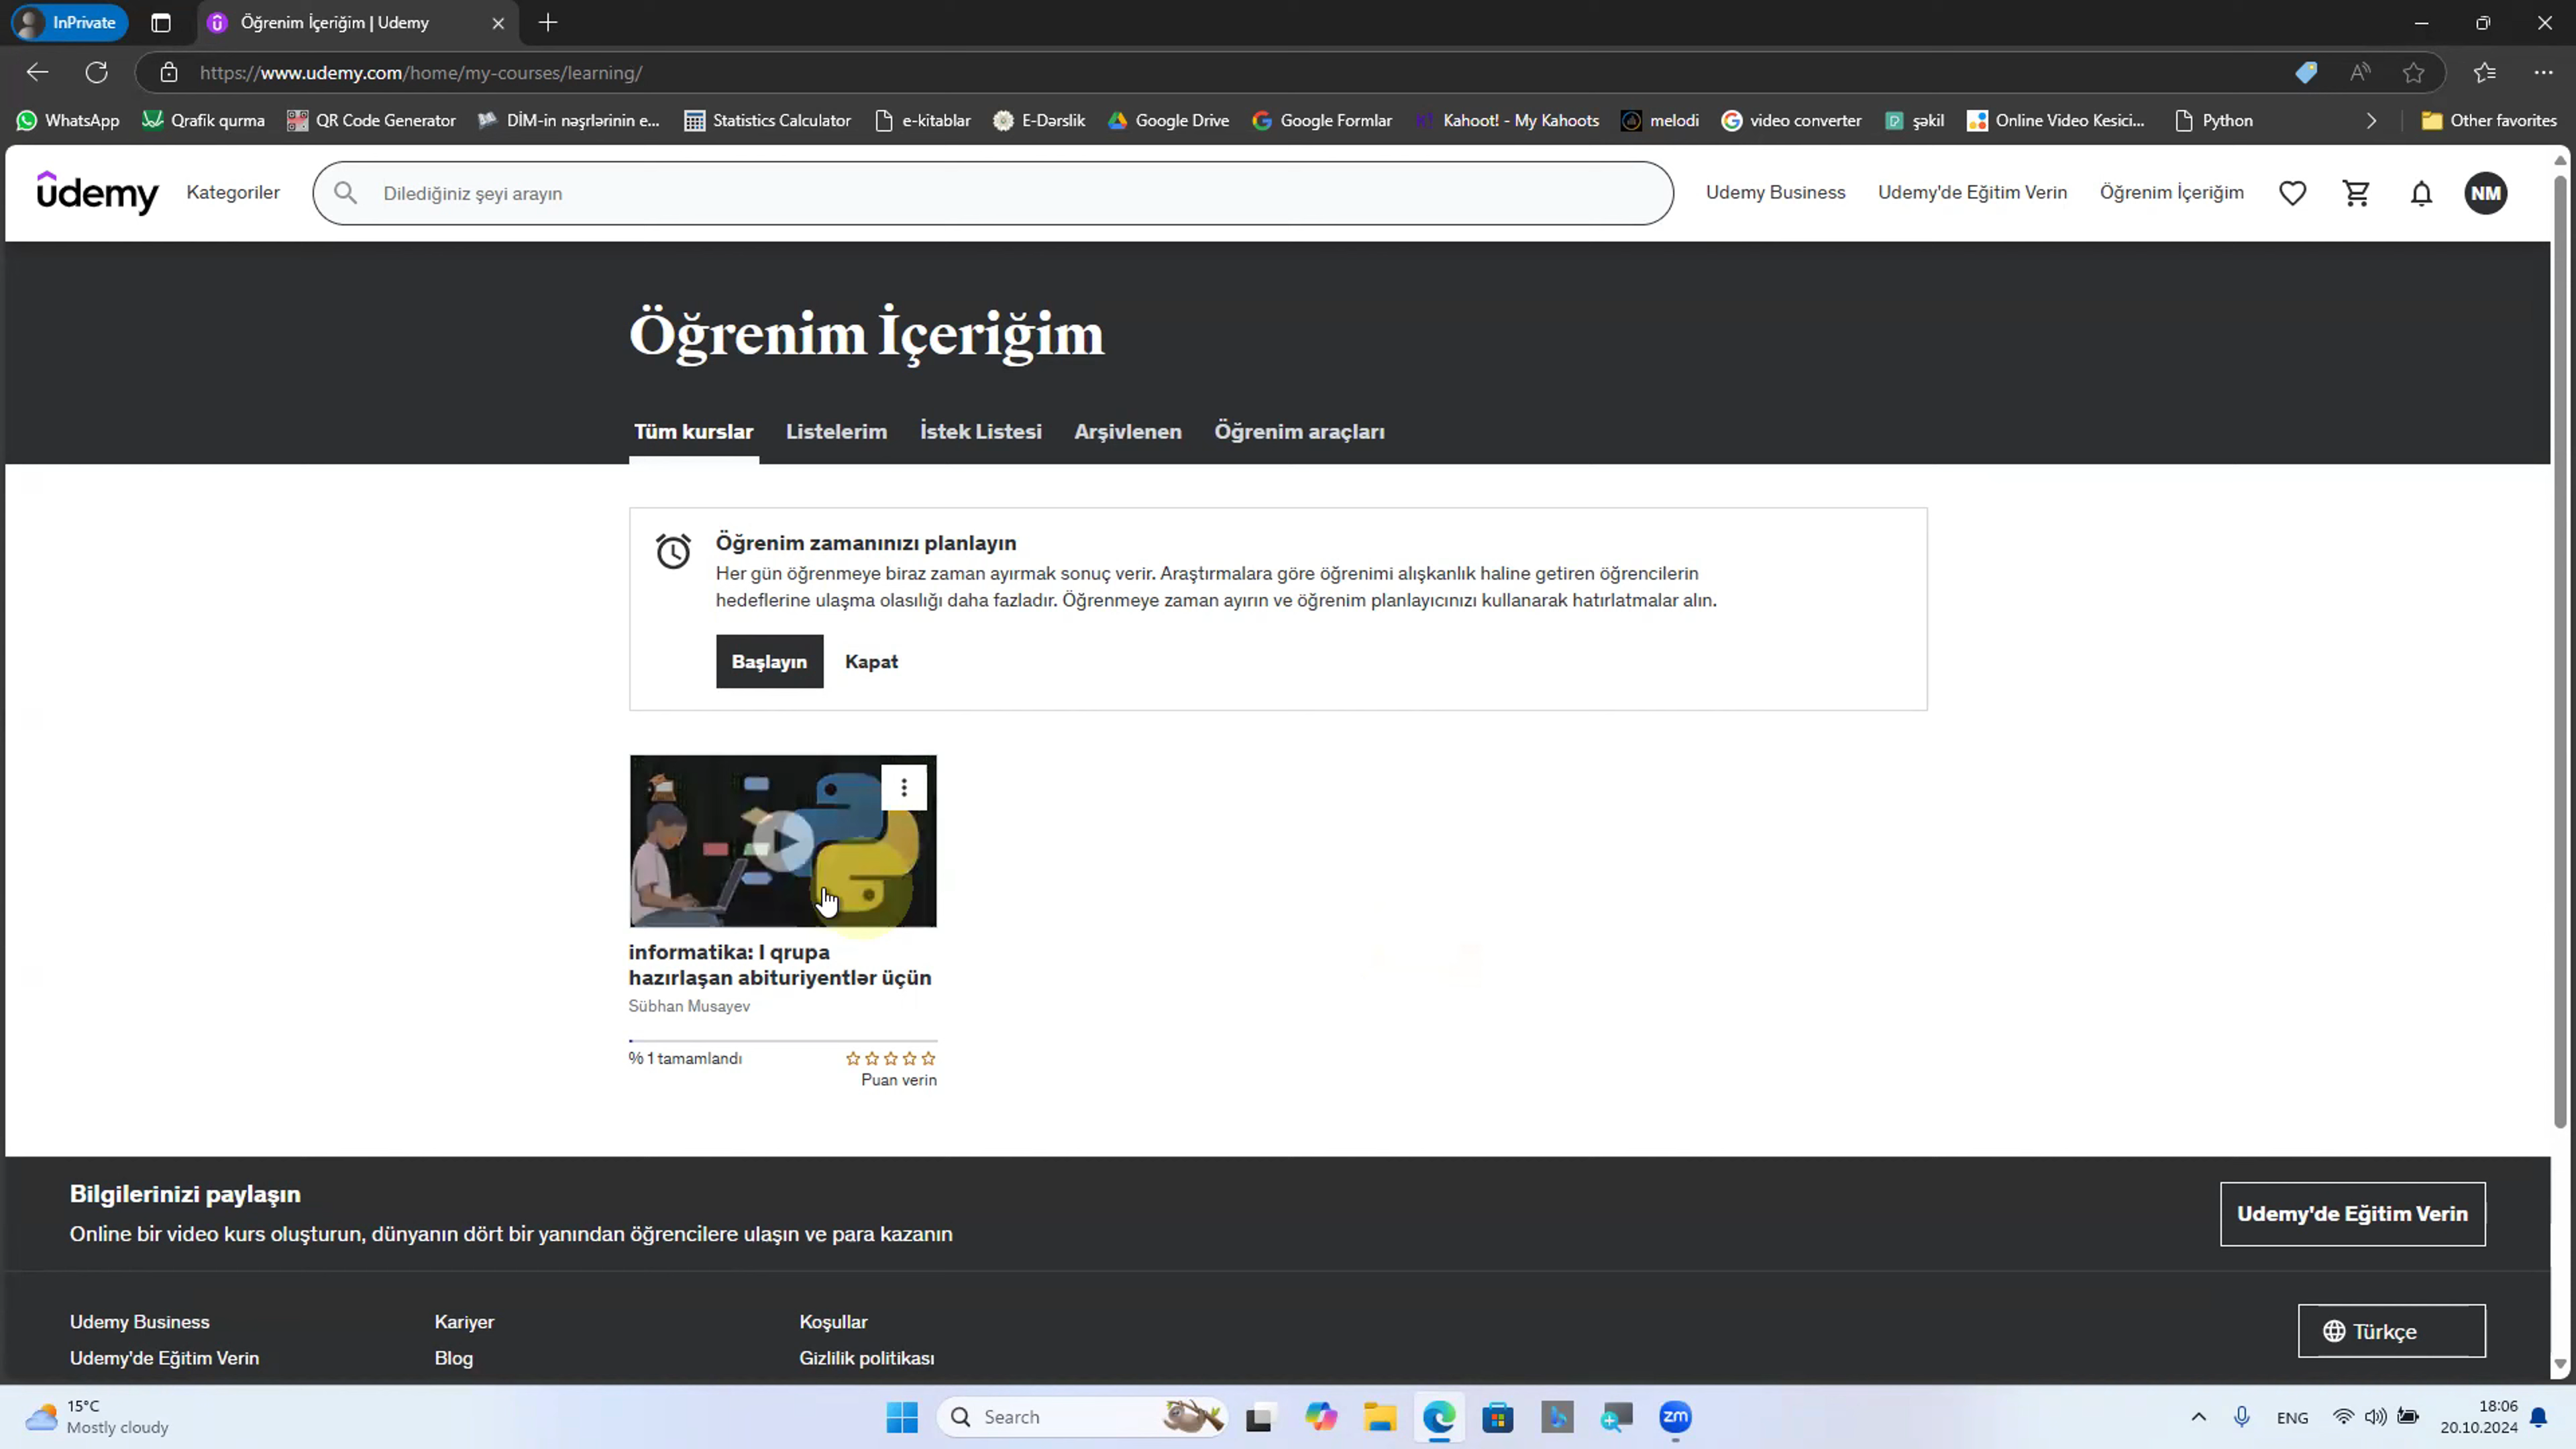 InPrivate
Öğrenim İçeriğim | Udemy
https://www.udemy.com/home/my-courses/learning/
WhatsApp
Qrafik qurma
QR Code Generator
DİM-in nəşrlərinin e...
Statistics Calculator
e-kitablar
E-Dərslik
Google Drive
Google Formlar
Kahoot! - My Kahoots
melodi
video converter
şəkil
Online Video Kesici...
Python
Other favorites
udemy
Kategoriler
Dilediğiniz şeyi arayın
Udemy Business
Udemy'de Eğitim Verin
Öğrenim İçeriğim
NM
Öğrenim İçeriğim
Tüm kurslar
Listelerim
İstek Listesi
Arşivlenen
Öğrenim araçları
Öğrenim zamanınızı planlayın
Her gün öğrenmeye biraz zaman ayırmak sonuç verir. Araştırmalara göre öğrenimi alışkanlık haline getiren öğrencilerin
hedeflerine ulaşma olasılığı daha fazladır. Öğrenmeye zaman ayırın ve öğrenim planlayıcınızı kullanarak hatırlatmalar alın.
Başlayın
Kapat
informatika: I qrupa
hazırlaşan abituriyentlər üçün
Sübhan Musayev
% 1 tamamlandı
Puan verin
Bilgilerinizi paylaşın
Online bir video kurs oluşturun, dünyanın dört bir yanından öğrencilere ulaşın ve para kazanın
Udemy'de Eğitim Verin
Udemy Business
Kariyer
Koşullar
Türkçe
Udemy'de Eğitim Verin
Blog
Gizlilik politikası
15°C
Mostly cloudy
Search
zm
ENG
18:06
20.10.2024